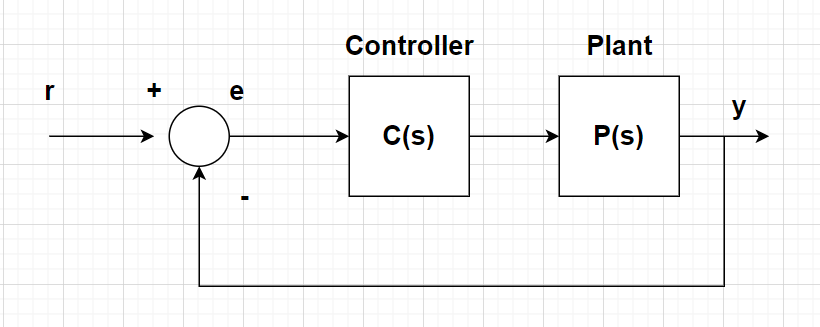 Controller
Plant
r
+
e
C(s)
P(s)
y
-